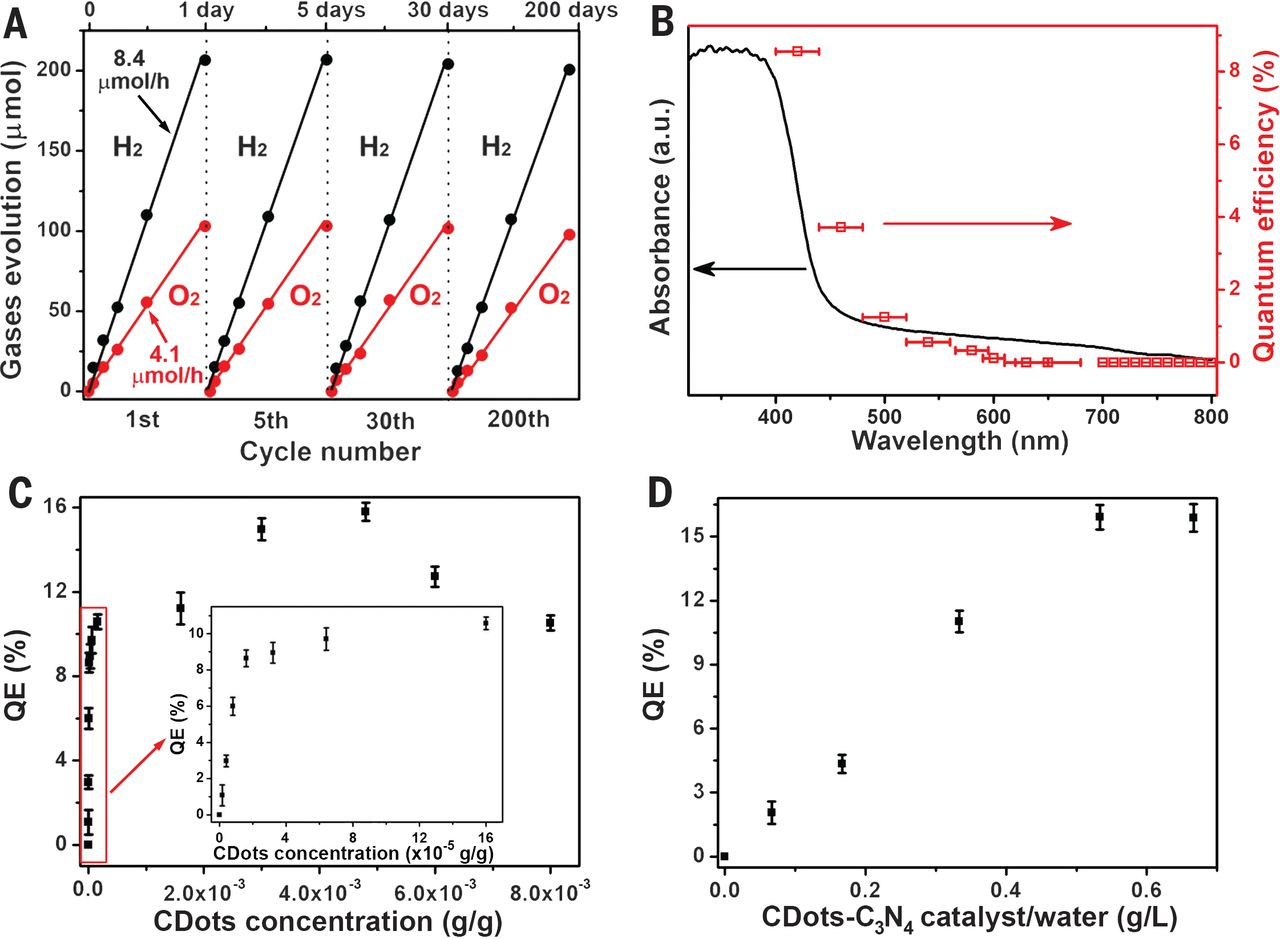 A
0 1 day 5 days 30 days 200 days
Gases evolution (μmol)
200
150
100
50
0
8.4
μmol/h
H₂ H₂ H₂ H₂
O₂ O₂ O₂ O₂
4.1
μmol/h
1st 5th 30th 200th
Cycle number
B
Absorbance (a.u.)
Quantum efficiency (%)
8
6
4
2
0
400 500 600 700 800
Wavelength (nm)
C
QE (%)
16
12
8
4
0
0.0 2.0x10⁻³ 4.0x10⁻³ 6.0x10⁻³ 8.0x10⁻³
CDots concentration (g/g)
QE (%)
10
8
6
4
2
0
0 4 8 12 16
CDots concentration (x10⁻⁵ g/g)
D
QE (%)
15
12
9
6
3
0
0.0 0.2 0.4 0.6
CDots-C₃N₄ catalyst/water (g/L)